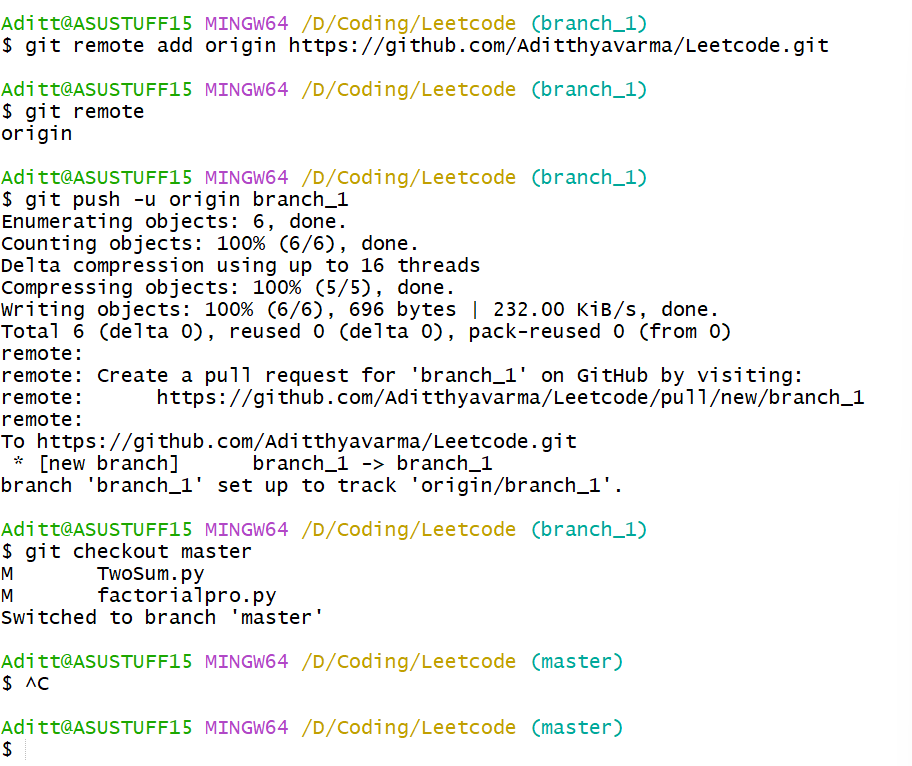 Aditt@ASUSTUFF15 MINGW64 /D/Coding/Leetcode (branch_1)
$ git remote add origin https://github.com/Aditthyavarma/Leetcode.git
Aditt@ASUSTUFF15 MINGW64 /D/Coding/Leetcode (branch_1)
$ git remote
origin
Aditt@ASUSTUFF15 MINGW64 /D/Coding/Leetcode (branch_1)
$ git push -u origin branch_1
Enumerating objects: 6, done.
Counting objects: 100% (6/6), done.
Delta compression using up to 16 threads
Compressing objects: 100% (5/5), done.
Writing objects: 100% (6/6), 696 bytes | 232.00 KiB/s, done.
Total 6 (delta 0), reused 0 (delta 0), pack-reused 0 (from 0)
remote:
remote: Create a pull request for 'branch_1' on GitHub by visiting:
remote:      https://github.com/Aditthyavarma/Leetcode/pull/new/branch_1
remote:
To https://github.com/Aditthyavarma/Leetcode.git
 * [new branch]      branch_1 -> branch_1
branch 'branch_1' set up to track 'origin/branch_1'.
Aditt@ASUSTUFF15 MINGW64 /D/Coding/Leetcode (branch_1)
$ git checkout master
M       TwoSum.py
M       factorialpro.py
Switched to branch 'master'
Aditt@ASUSTUFF15 MINGW64 /D/Coding/Leetcode (master)
$ ^C
Aditt@ASUSTUFF15 MINGW64 /D/Coding/Leetcode (master)
$